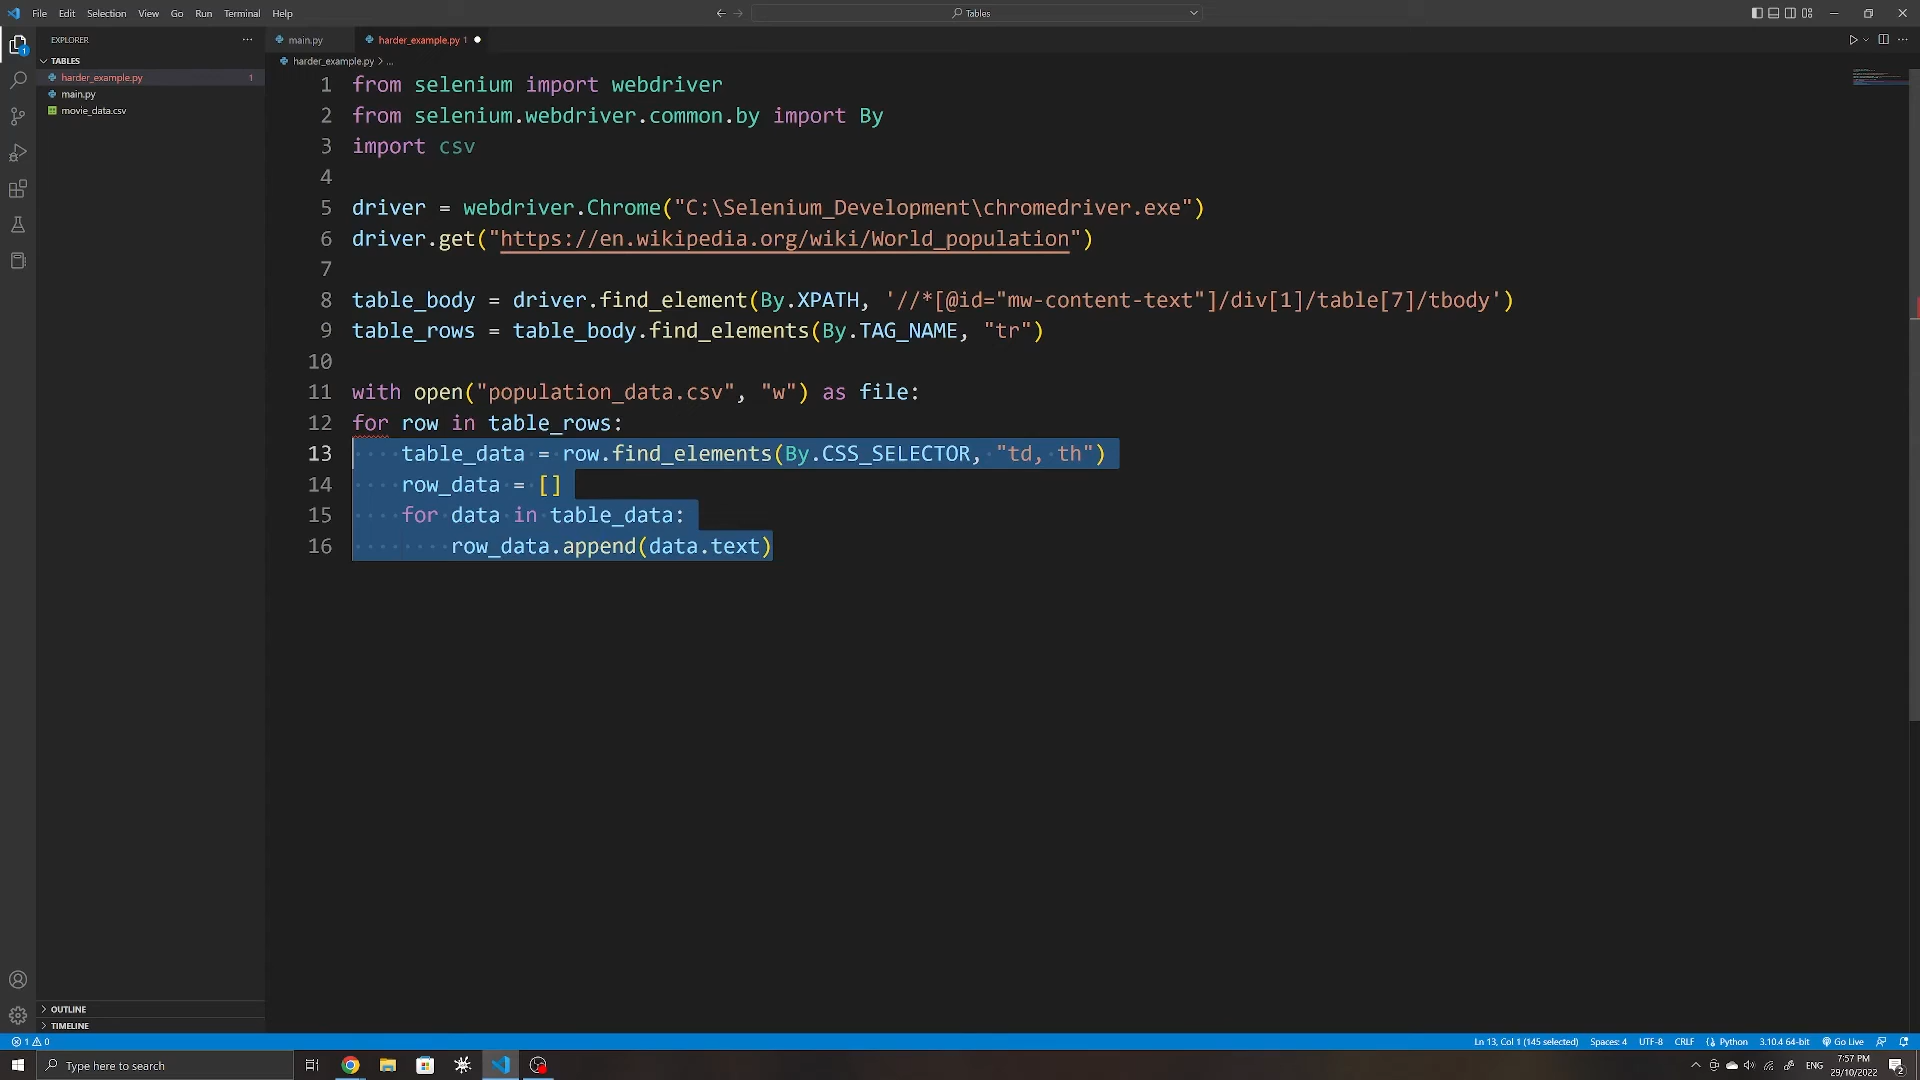 File Edit Selection View Go Run Terminal Help
Tables
EXPLORER
TABLES
harder_example.py 1
main.py
movie_data.csv
main.py
harder_example.py 1
harder_example.py > ...
1 from selenium import webdriver
2 from selenium.webdriver.common.by import By
3 import csv
4
5 driver = webdriver.Chrome("C:\Selenium_Development\chromedriver.exe")
6 driver.get("https://en.wikipedia.org/wiki/World_population")
7
8 table_body = driver.find_element(By.XPATH, '//*[@id="mw-content-text"]/div[1]/table[7]/tbody')
9 table_rows = table_body.find_elements(By.TAG_NAME, "tr")
10
11 with open("population_data.csv", "w") as file:
12 for row in table_rows:
13 table_data = row.find_elements(By.CSS_SELECTOR, "td, th")
14 row_data = []
15 for data in table_data:
16 row_data.append(data.text)
OUTLINE
TIMELINE
1 0
Ln 13, Col 1 (145 selected) Spaces: 4 UTF-8 CRLF Python 3.10.4 64-bit Go Live
Type here to search
ENG
7:57 PM
29/10/2022
2